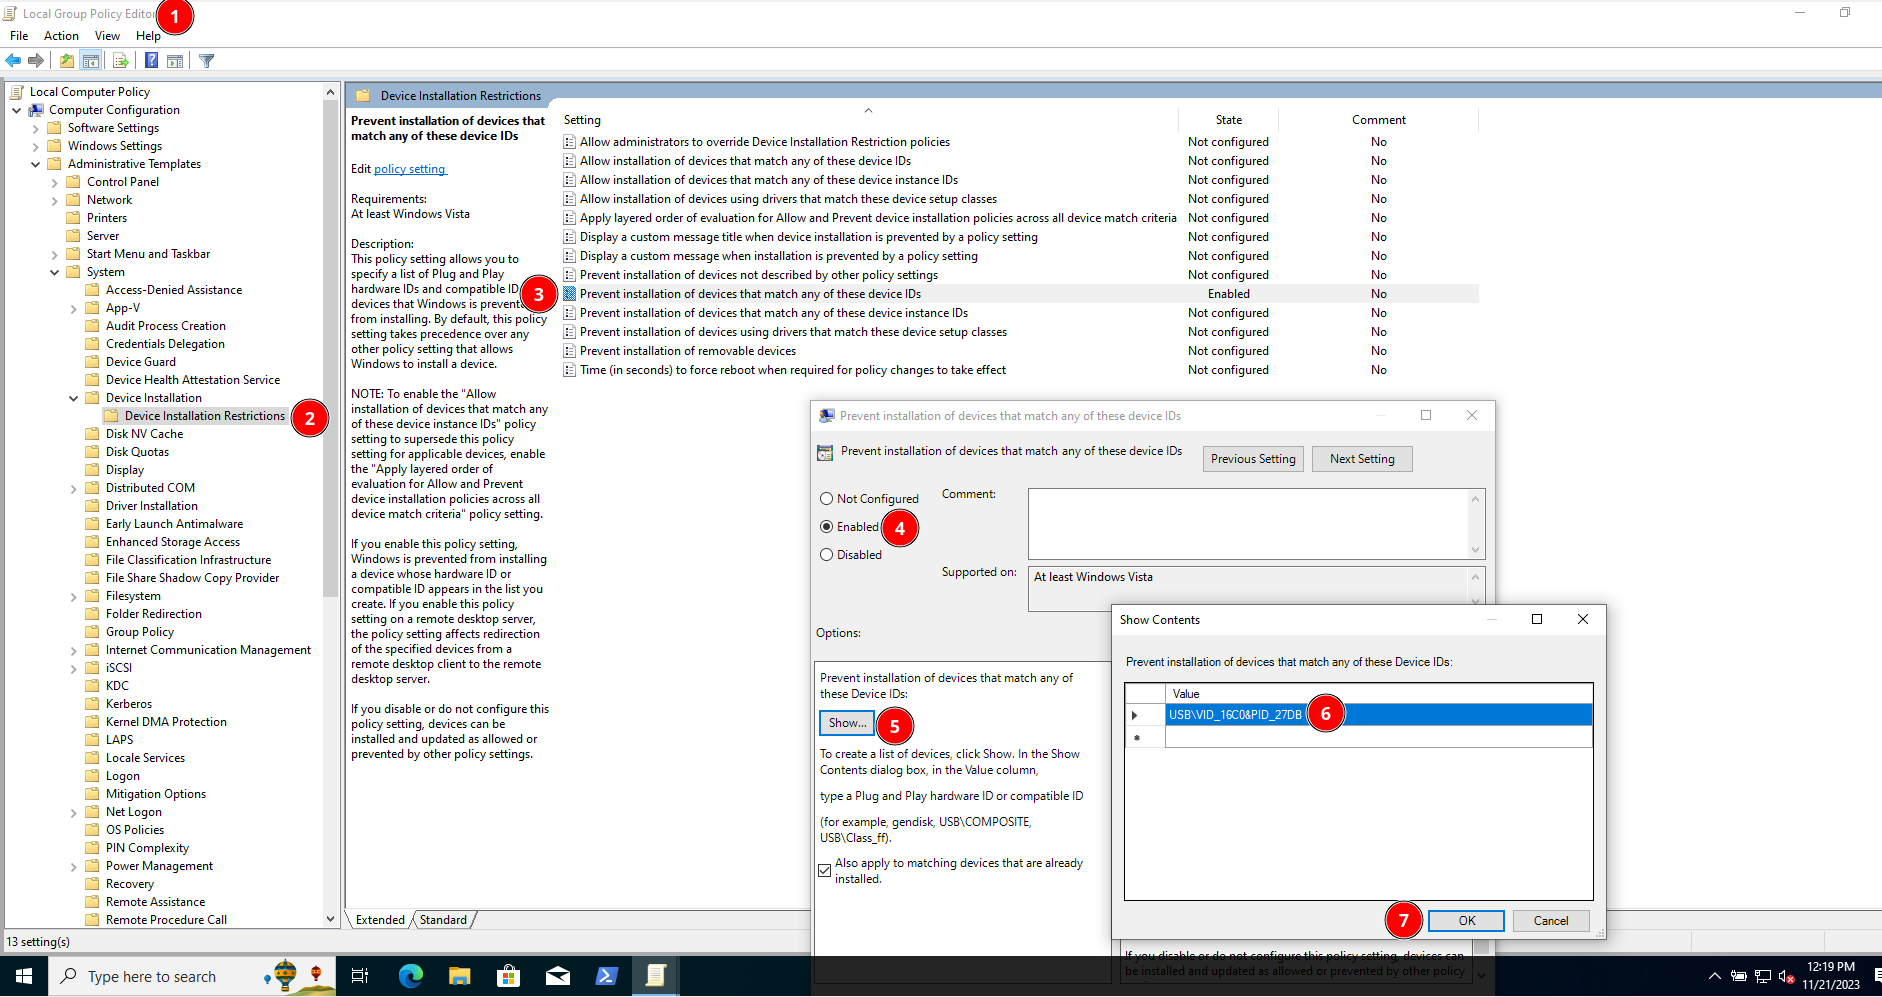 Local Group Policy Editor
1
File Action View Help
Local Computer Policy
Computer Configuration
Software Settings
Windows Settings
Administrative Templates
Control Panel
Network
Printers
Server
Start Menu and Taskbar
System
Access-Denied Assistance
App-V
Audit Process Creation
Credentials Delegation
Device Guard
Device Health Attestation Service
Device Installation
Device Installation Restrictions
2
Disk NV Cache
Disk Quotas
Display
Distributed COM
Driver Installation
Early Launch Antimalware
Enhanced Storage Access
File Classification Infrastructure
File Share Shadow Copy Provider
Filesystem
Folder Redirection
Group Policy
Internet Communication Management
iSCSI
KDC
Kerberos
Kernel DMA Protection
LAPS
Locale Services
Logon
Mitigation Options
Net Logon
OS Policies
PIN Complexity
Power Management
Recovery
Remote Assistance
Remote Procedure Call
13 setting(s)
Device Installation Restrictions
Prevent installation of devices that
match any of these device IDs
Edit policy setting
Requirements:
At least Windows Vista
Description:
This policy setting allows you to
specify a list of Plug and Play
hardware IDs and compatible ID
devices that Windows is prevent
from installing. By default, this policy
setting takes precedence over any
other policy setting that allows
Windows to install a device.
NOTE: To enable the "Allow
installation of devices that match any
of these device instance IDs" policy
setting to supersede this policy
setting for applicable devices, enable
the "Apply layered order of
evaluation for Allow and Prevent
device installation policies across all
device match criteria" policy setting.
If you enable this policy setting,
Windows is prevented from installing
a device whose hardware ID or
compatible ID appears in the list you
create. If you enable this policy
setting on a remote desktop server,
the policy setting affects redirection
of the specified devices from a
remote desktop client to the remote
desktop server.
If you disable or do not configure this
policy setting, devices can be
installed and updated as allowed or
prevented by other policy settings.
Extended Standard
Setting State Comment
Allow administrators to override Device Installation Restriction policies Not configured No
Allow installation of devices that match any of these device IDs Not configured No
Allow installation of devices that match any of these device instance IDs Not configured No
Allow installation of devices using drivers that match these device setup classes Not configured No
Apply layered order of evaluation for Allow and Prevent device installation policies across all device match criteria Not configured No
Display a custom message title when device installation is prevented by a policy setting Not configured No
Display a custom message when installation is prevented by a policy setting Not configured No
Prevent installation of devices not described by other policy settings Not configured No
3 Prevent installation of devices that match any of these device IDs Enabled No
Prevent installation of devices that match any of these device instance IDs Not configured No
Prevent installation of devices using drivers that match these device setup classes Not configured No
Prevent installation of removable devices Not configured No
Time (in seconds) to force reboot when required for policy changes to take effect Not configured No
Prevent installation of devices that match any of these device IDs
Prevent installation of devices that match any of these device IDs
Previous Setting Next Setting
Not Configured
Enabled 4
Disabled
Comment:
Supported on:
At least Windows Vista
Options:
Prevent installation of devices that match any of
these Device IDs:
Show... 5
To create a list of devices, click Show. In the Show
Contents dialog box, in the Value column,
type a Plug and Play hardware ID or compatible ID
(for example, gendisk, USB\COMPOSITE,
USB\Class_ff).
Also apply to matching devices that are already
installed.
Show Contents
Prevent installation of devices that match any of these Device IDs:
Value
USB\VID_16C0&PID_27DB 6
7 OK Cancel
If you disable or do not configure this policy setting, devices can
be installed and updated as allowed or prevented by other policy
Type here to search
12:19 PM
11/21/2023